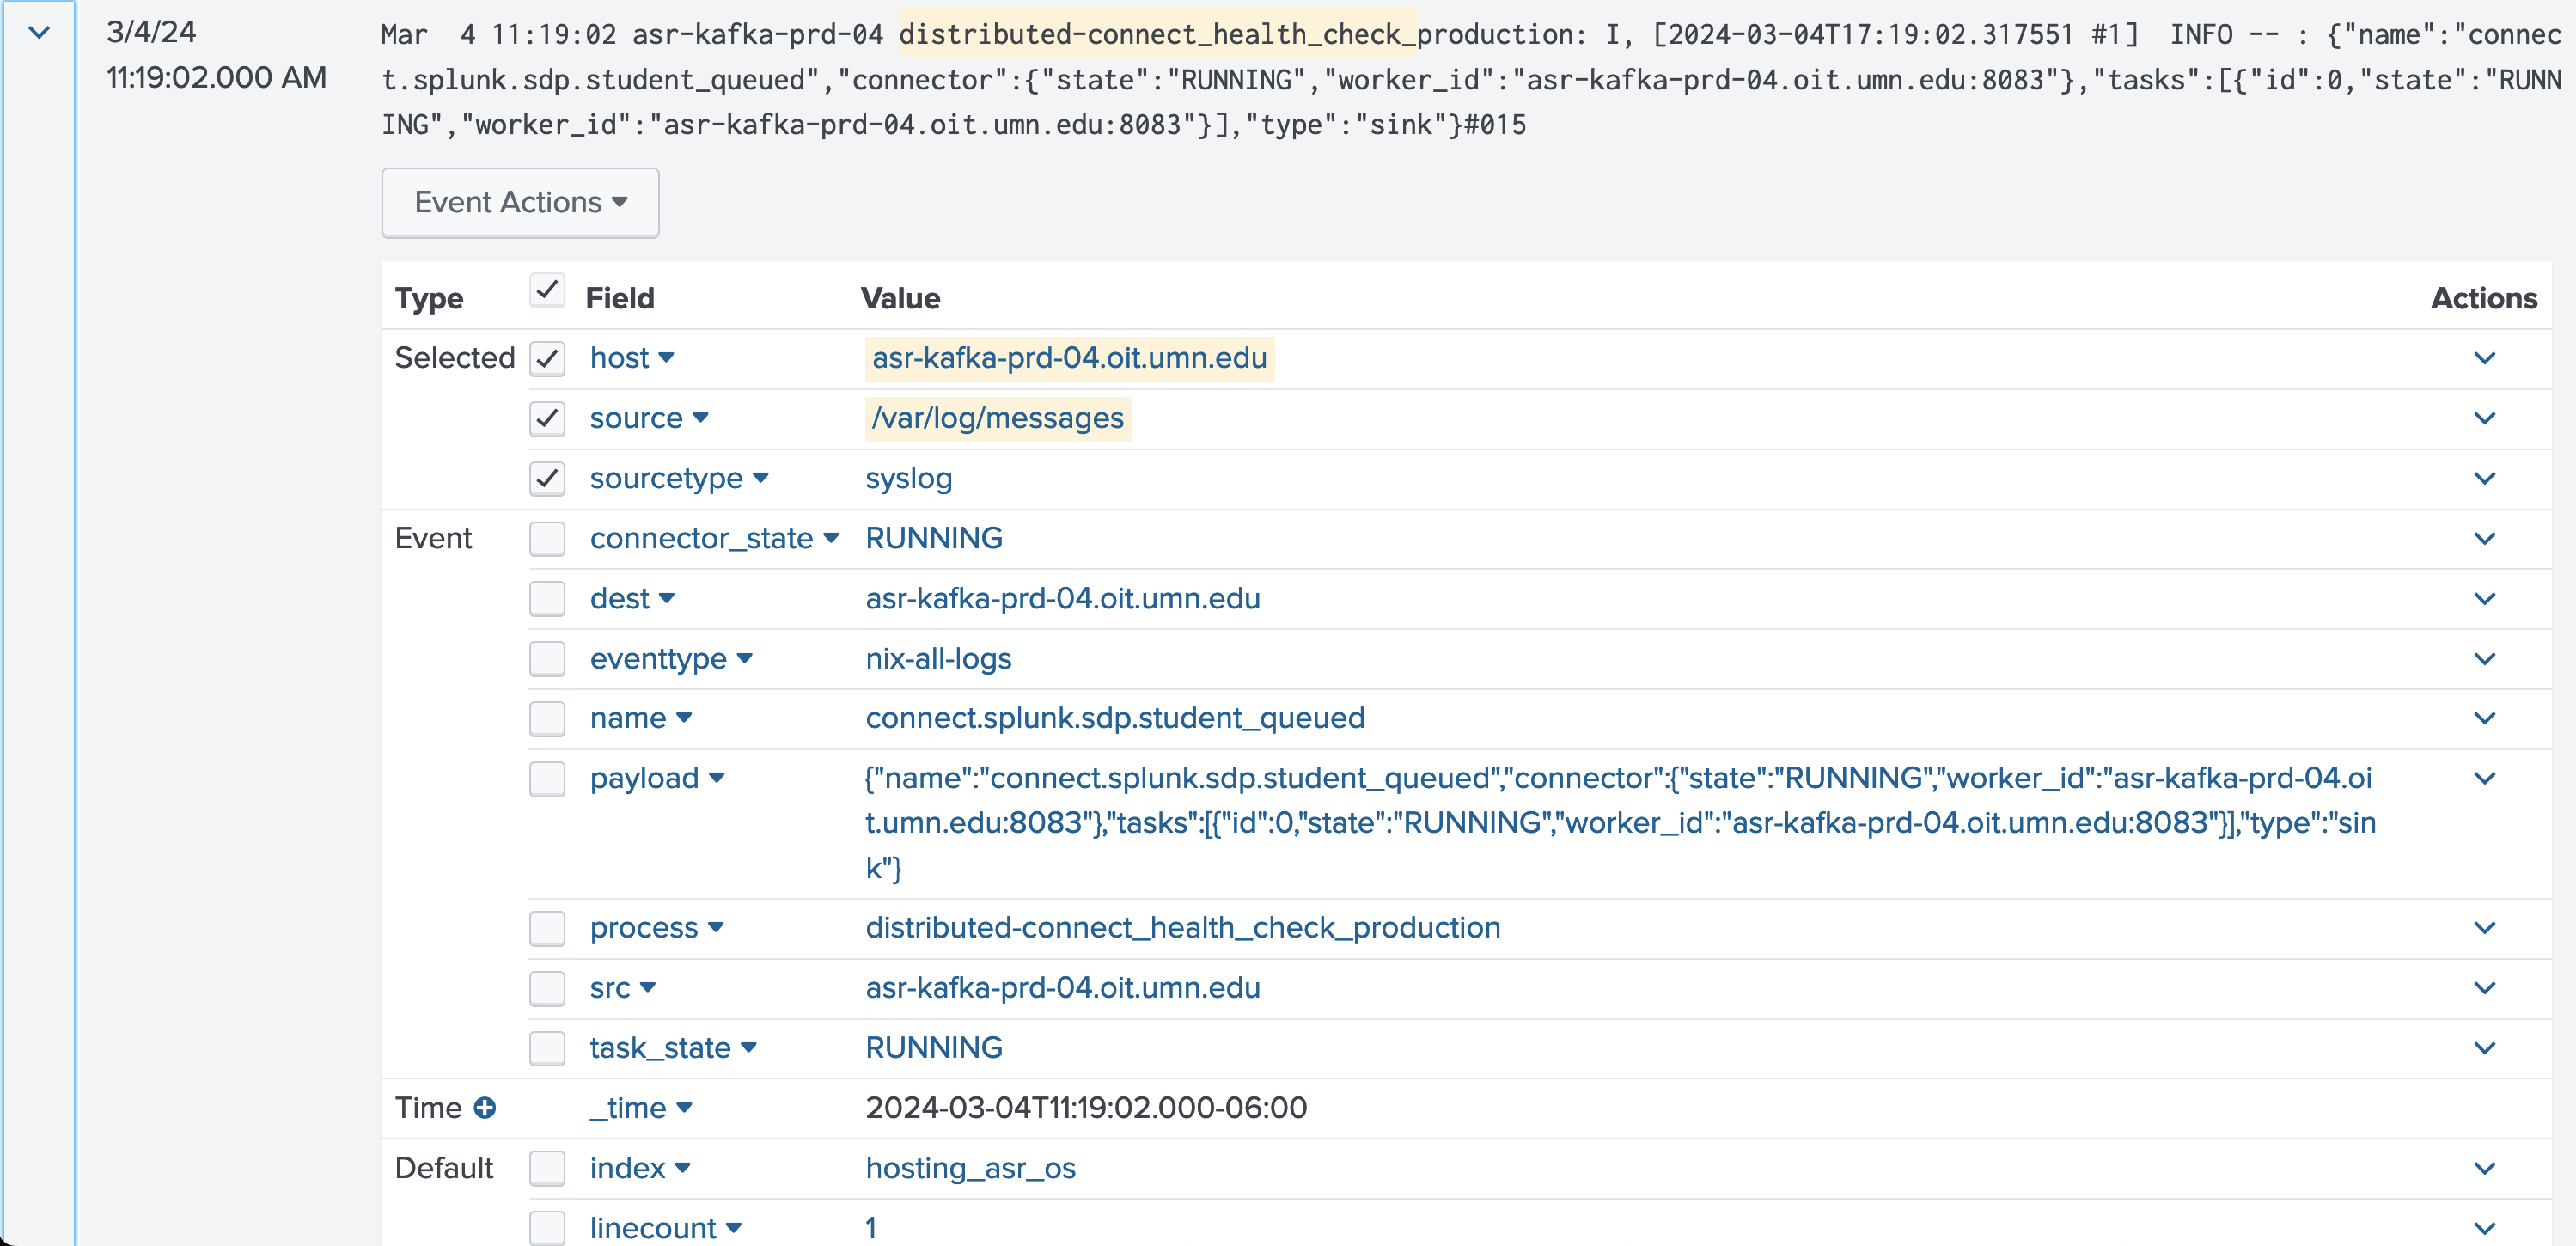 3/4/24
11:19:02.000 AM
Mar  4 11:19:02 asr-kafka-prd-04 distributed-connect_health_check_production: I, [2024-03-04T17:19:02.317551 #1]  INFO -- : {"name":"connec
t.splunk.sdp.student_queued","connector":{"state":"RUNNING","worker_id":"asr-kafka-prd-04.oit.umn.edu:8083"},"tasks":[{"id":0,"state":"RUNN
ING","worker_id":"asr-kafka-prd-04.oit.umn.edu:8083"}],"type":"sink"}#015
Event Actions
Type Field Value Actions
Selected host asr-kafka-prd-04.oit.umn.edu
source /var/log/messages
sourcetype syslog
Event connector_state RUNNING
dest asr-kafka-prd-04.oit.umn.edu
eventtype nix-all-logs
name connect.splunk.sdp.student_queued
payload {"name":"connect.splunk.sdp.student_queued","connector":{"state":"RUNNING","worker_id":"asr-kafka-prd-04.oi
t.umn.edu:8083"},"tasks":[{"id":0,"state":"RUNNING","worker_id":"asr-kafka-prd-04.oit.umn.edu:8083"}],"type":"sin
k"}
process distributed-connect_health_check_production
src asr-kafka-prd-04.oit.umn.edu
task_state RUNNING
Time _time 2024-03-04T11:19:02.000-06:00
Default index hosting_asr_os
linecount 1